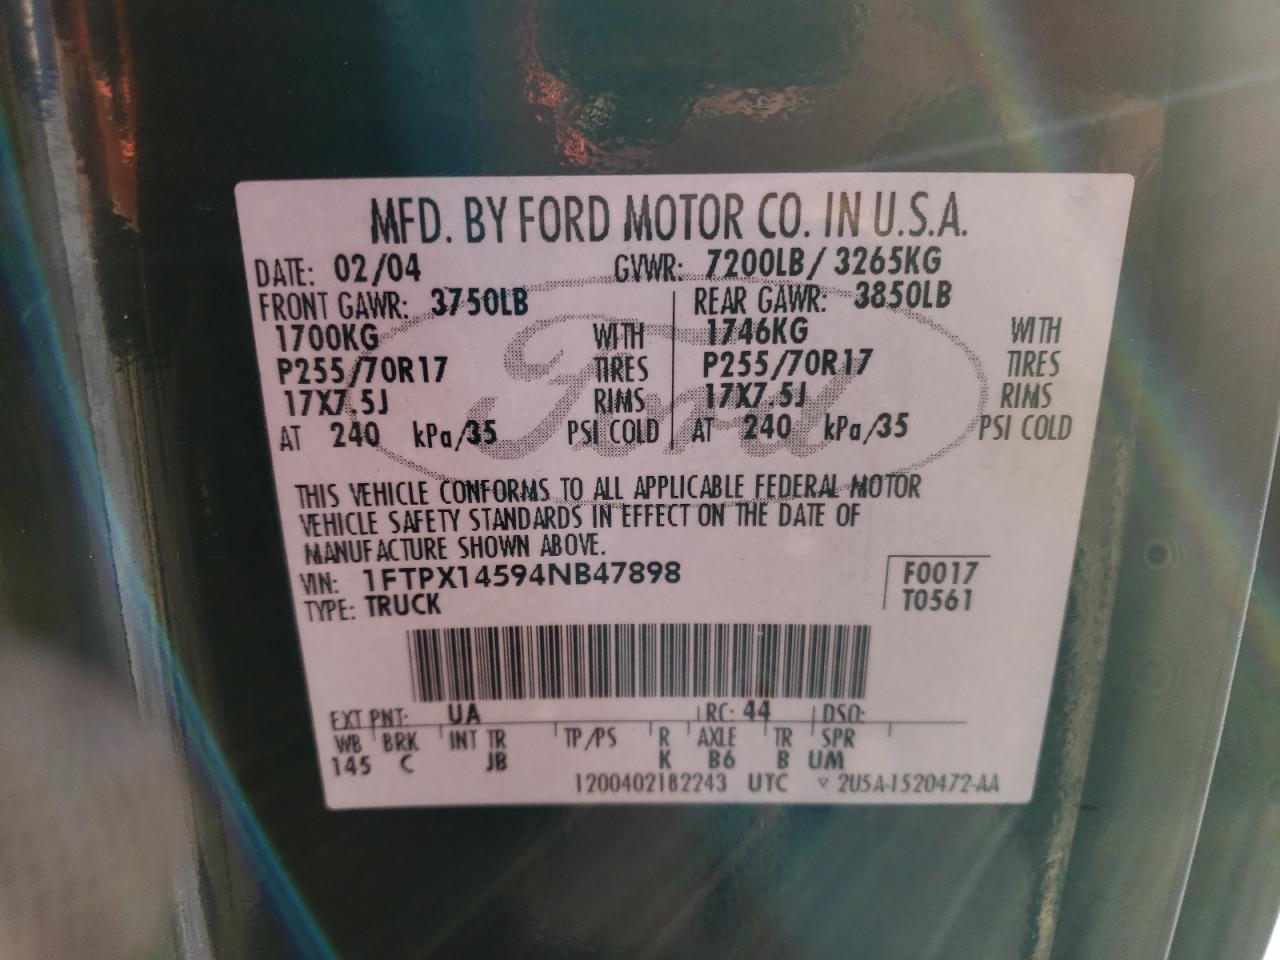 MFD. BY FORD MOTOR CO. IN U.S.A.
DATE: 02/04 GVWR: 7200LB/ 3265KG
FRONT GAWR: 3750LB REAR GAWR: 3850LB
1700KG WITH 1746KG WITH
P255/70R17 TIRES P255/70R17 TIRES
17X7.5J RIMS 17X7.5J RIMS
AT 240 kPa/35 PSI COLD AT 240 kPa/35 PSI COLD
Ford
THIS VEHICLE CONFORMS TO ALL APPLICABLE FEDERAL MOTOR
VEHICLE SAFETY STANDARDS IN EFFECT ON THE DATE OF
MANUFACTURE SHOWN ABOVE.
VIN: 1FTPX14594NB47898 F0017
TYPE: TRUCK T0561
EXT PNT: UA RC: 44 DSO:
WB BRK INT TR TP/PS R AXLE TR SPR
145 C JB K B6 B UM
1200402182243 UTC ▽ 2U5A-1520472-AA